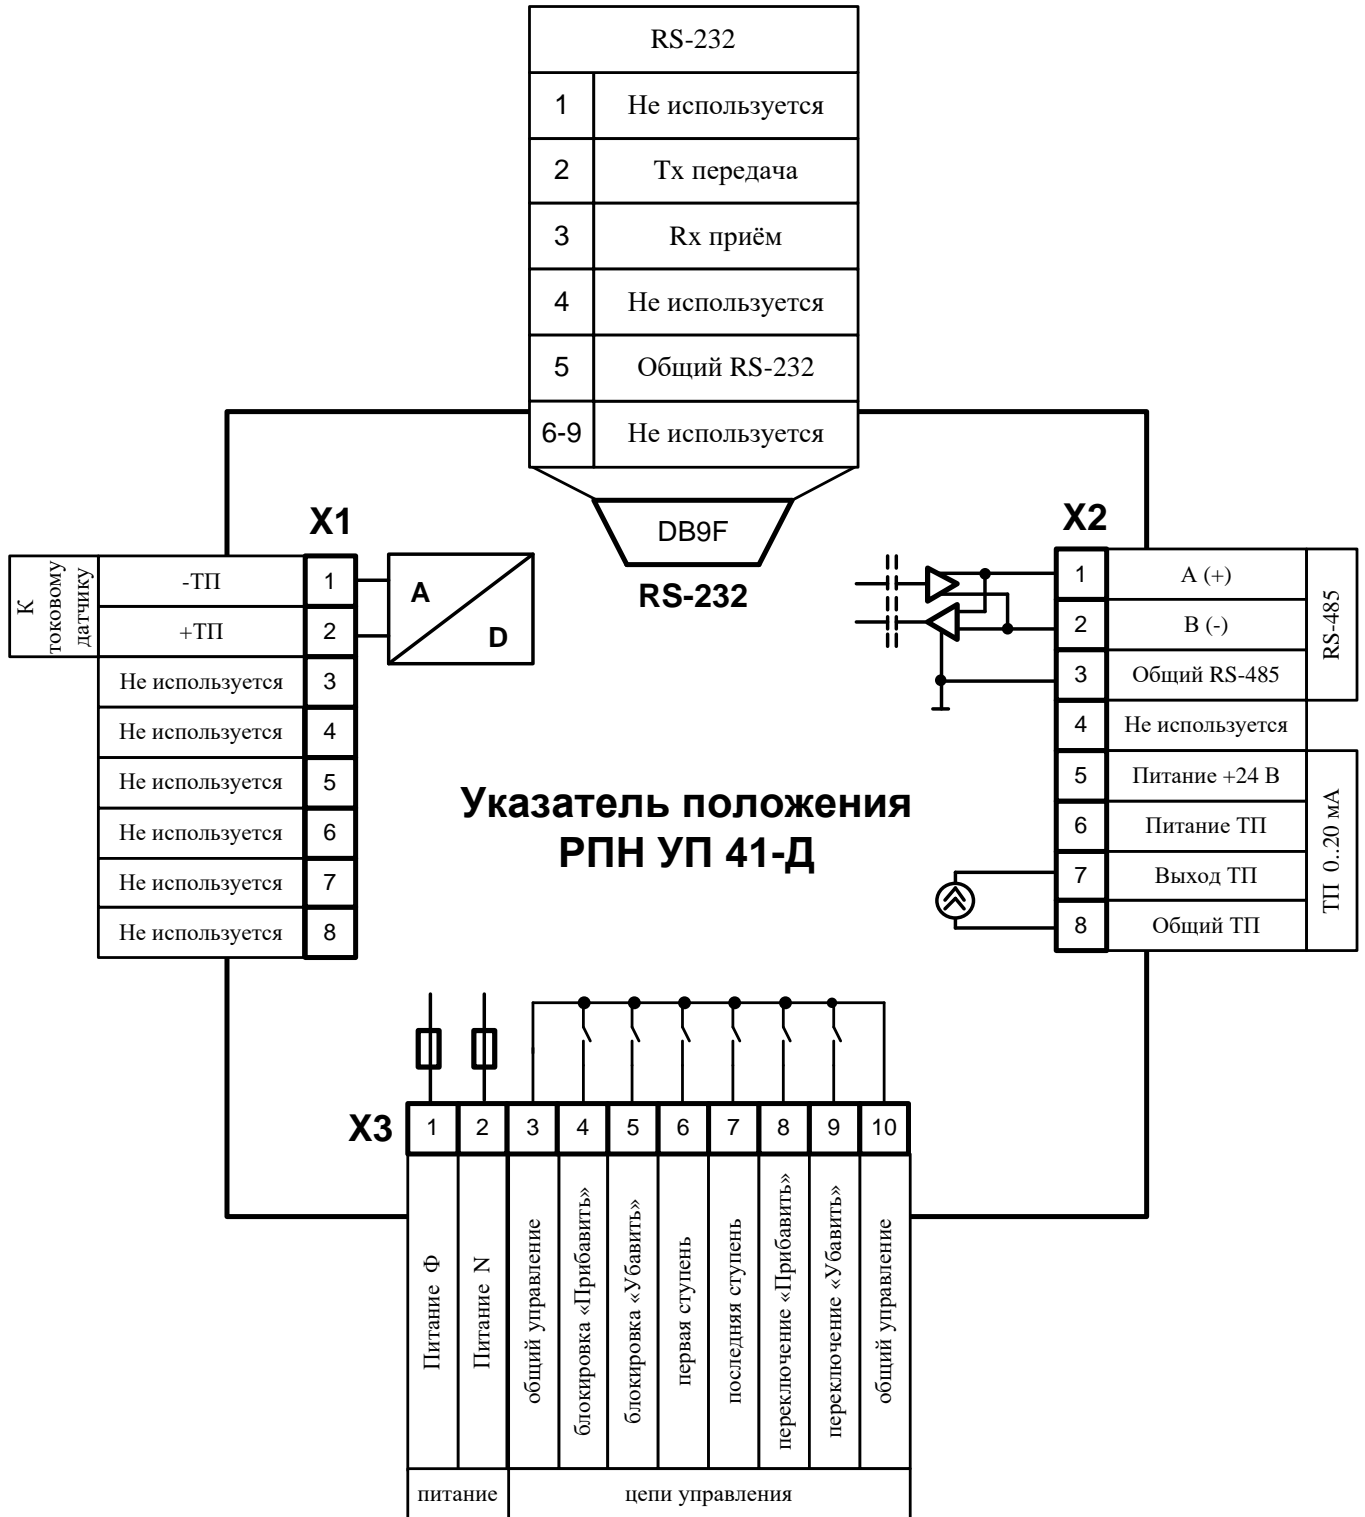 RS-232
1 Не используется
2 Tx передача
3 Rx приём
4 Не используется
5 Общий RS-232
6-9 Не используется
DB9F
RS-232
X1
К токовому датчику
-ТП 1
+ТП 2
Не используется 3
Не используется 4
Не используется 5
Не используется 6
Не используется 7
Не используется 8
A
D
X2
1 A (+)
2 B (-)
3 Общий RS-485
RS-485
4 Не используется
5 Питание +24 В
6 Питание ТП
7 Выход ТП
8 Общий ТП
ТП 0..20 мА
Указатель положения
РПН УП 41-Д
X3
1 2 3 4 5 6 7 8 9 10
Питание Ф
Питание N
общий управление
блокировка «Прибавить»
блокировка «Убавить»
первая ступень
последняя ступень
переключение «Прибавить»
переключение «Убавить»
общий управление
питание
цепи управления